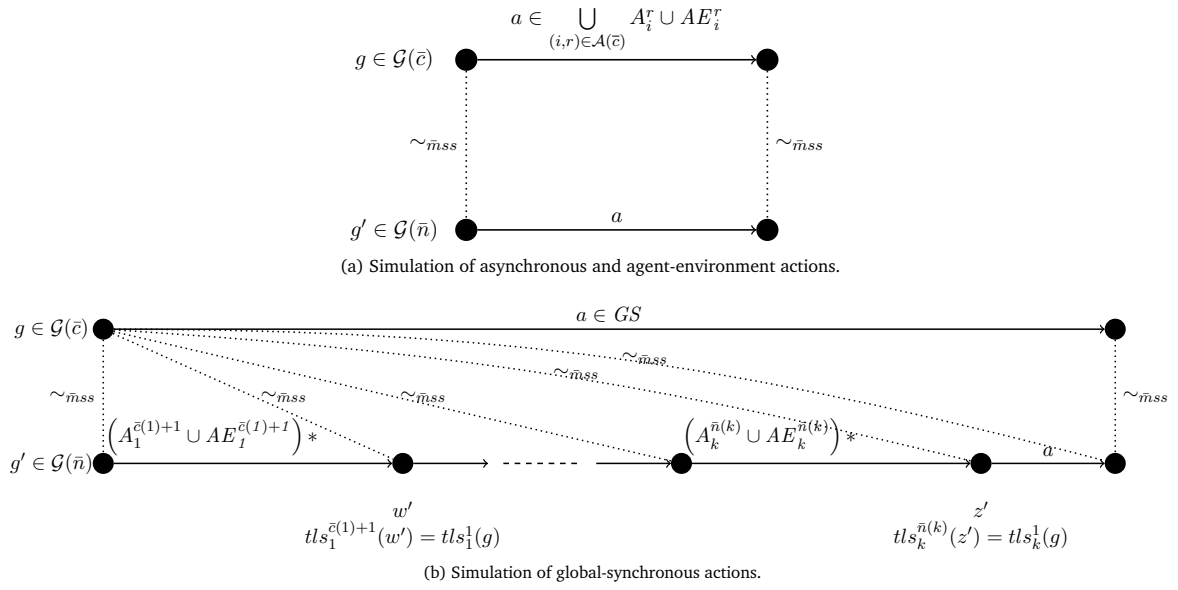 a ∈ ⋃_{(i,r)∈𝒜(c̅)} A_i^r ∪ AE_i^r
g ∈ 𝒢(c̄)
∼_{m̄ss} ∼_{m̄ss}
a
g′ ∈ 𝒢(n̄)
(a) Simulation of asynchronous and agent-environment actions.
a ∈ GS
g ∈ 𝒢(c̄)
∼_{m̄ss}
∼_{m̄ss}
∼_{m̄ss} ∼_{m̄ss} ∼_{m̄ss} ∼_{m̄ss}
(A_1^{c̄(1)+1} ∪ AE_1^{c̄(1)+1}) ∗ (A_k^{n̄(k)} ∪ AE_k^{n̄(k)}) ∗
a
g′ ∈ 𝒢(n̄)
w′ z′
tls_1^{c̄(1)+1}(w′) = tls_1^1(g) tls_k^{n̄(k)}(z′) = tls_k^1(g)
(b) Simulation of global-synchronous actions.